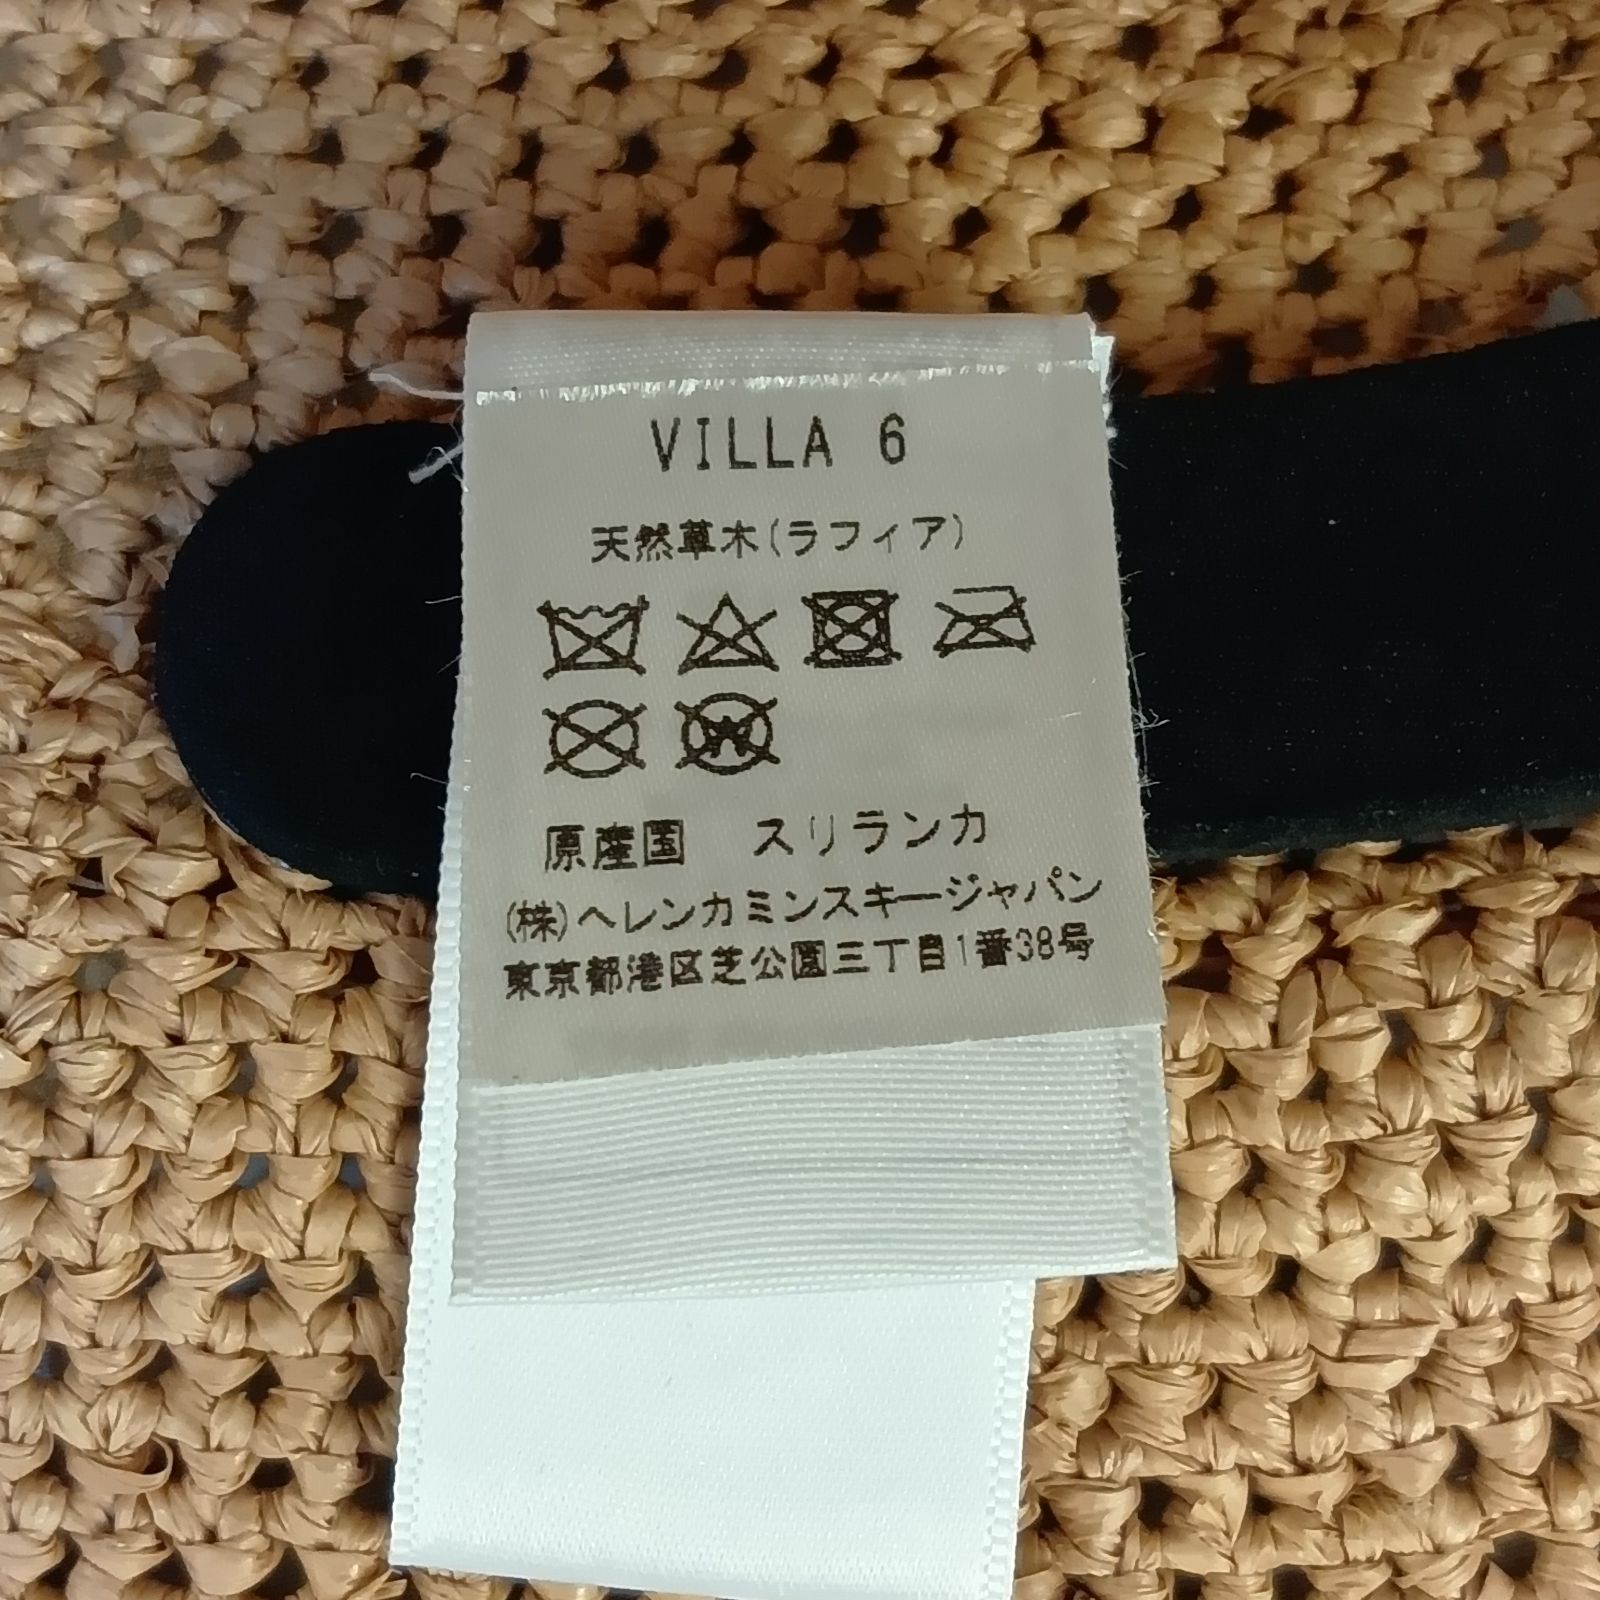 VILLA 6
天然草木(ラフィア)
W
原産国 スリランカ
(株)ヘレンカミンスキージャパン
東京都港区芝公園三丁目1番38号